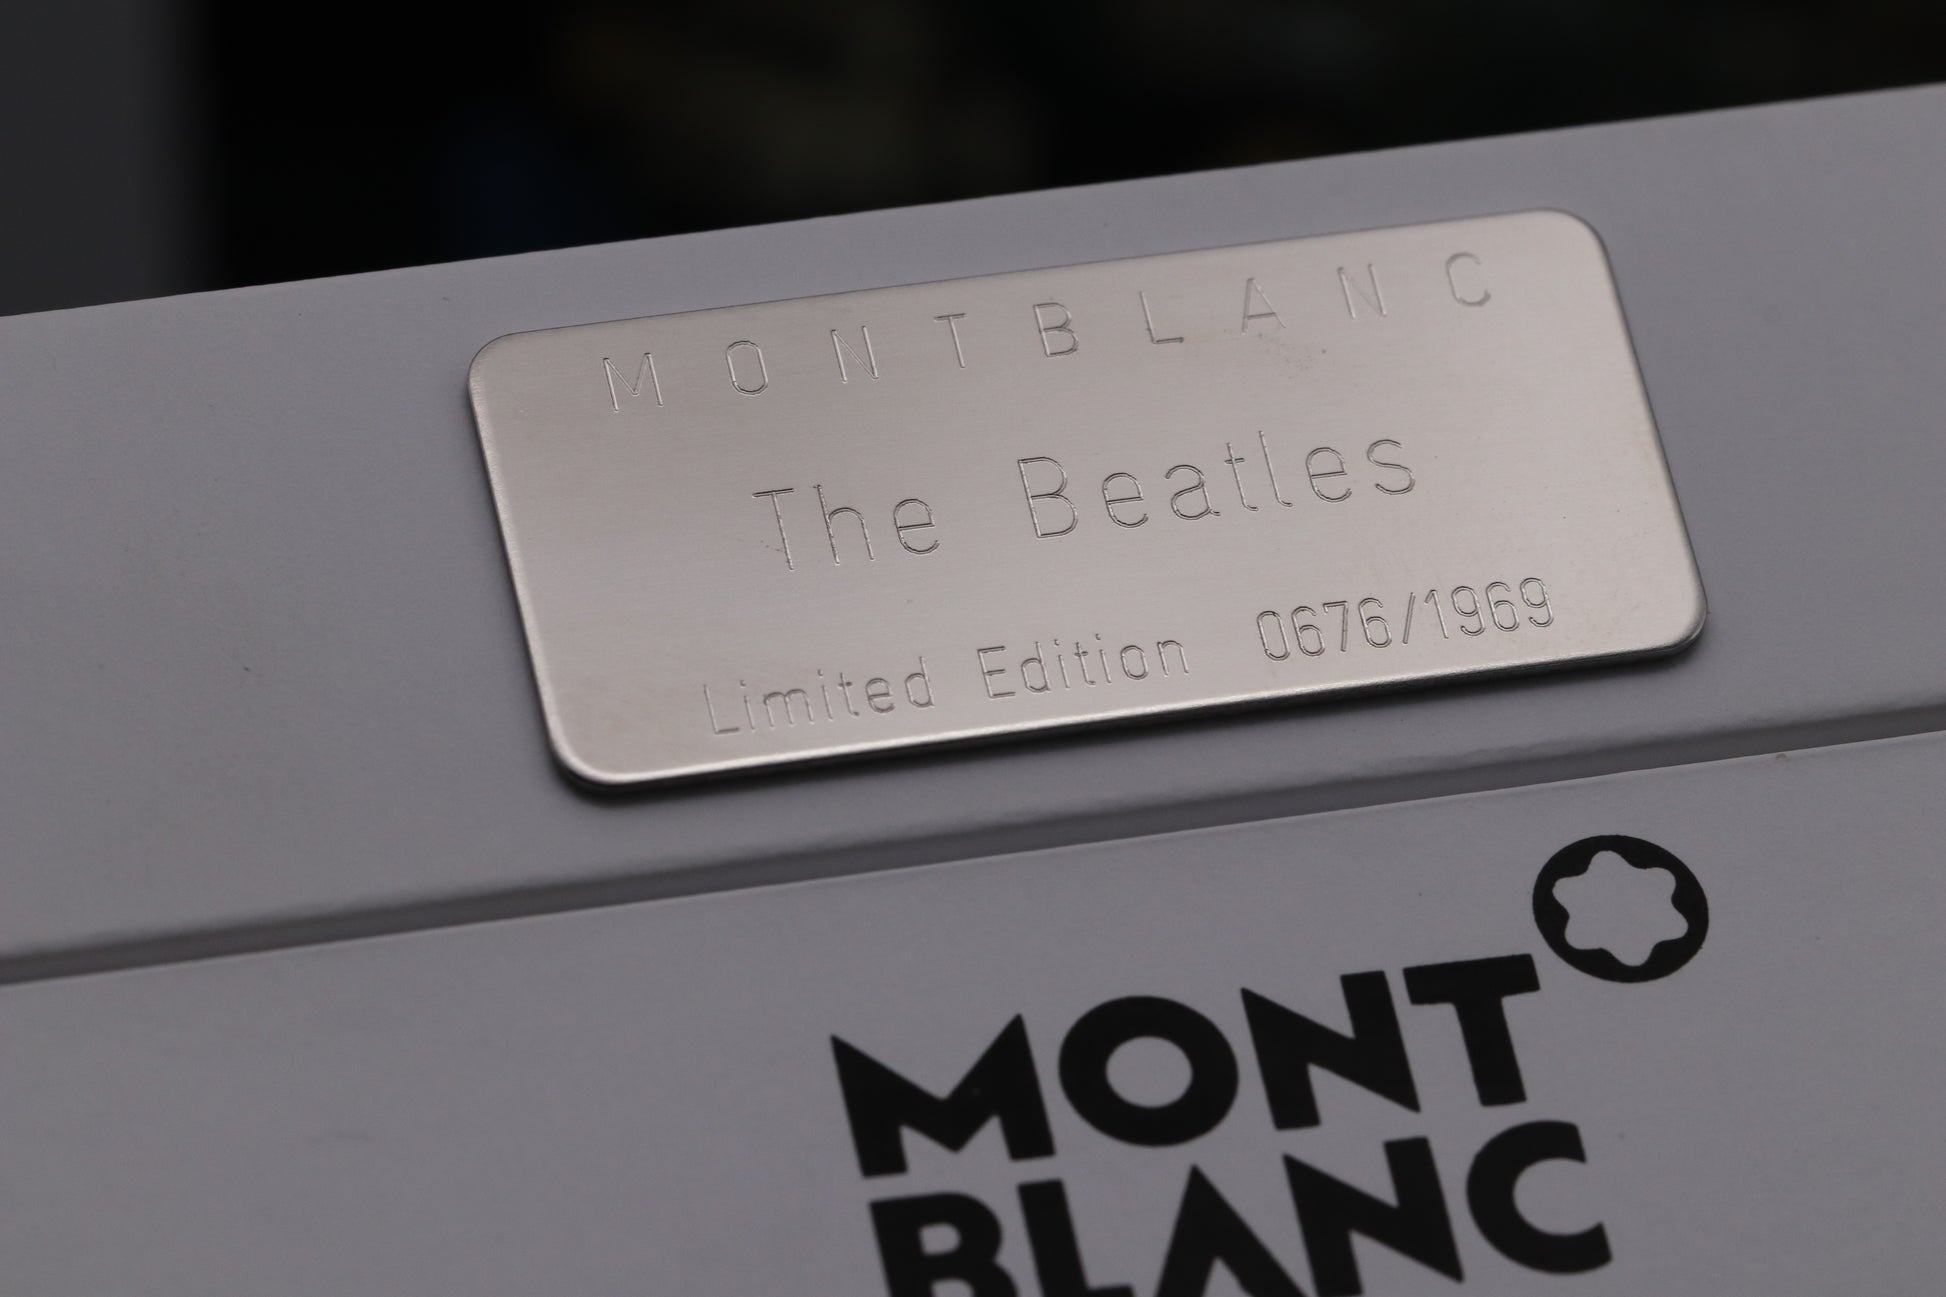 MONTBLANC
The Beatles
Limited Edition 0676/1969
MONT
BLANC